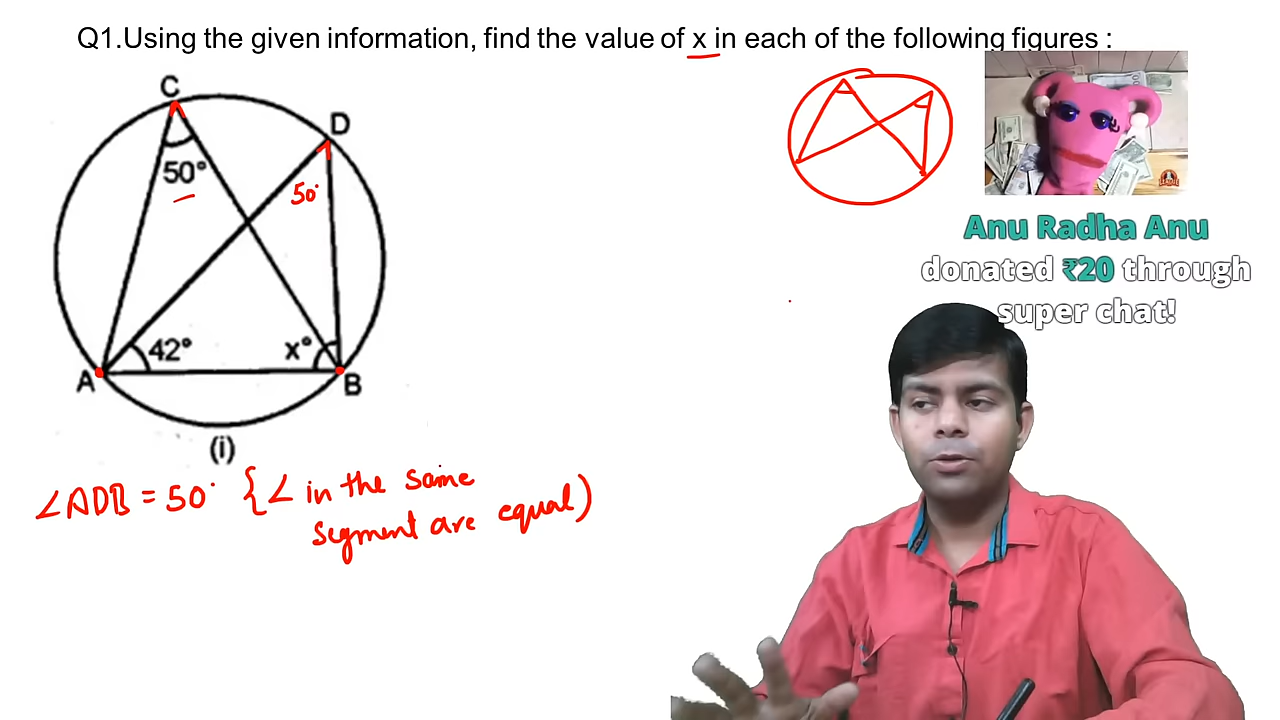 Q1.Using the given information, find the value of x in each of the following figures :
C
D
50°
50°
42°
x°
A
B
(i)
∠ADB = 50° {∠ in the same
segment are equal)
Anu Radha Anu
donated ₹20 through
super chat!